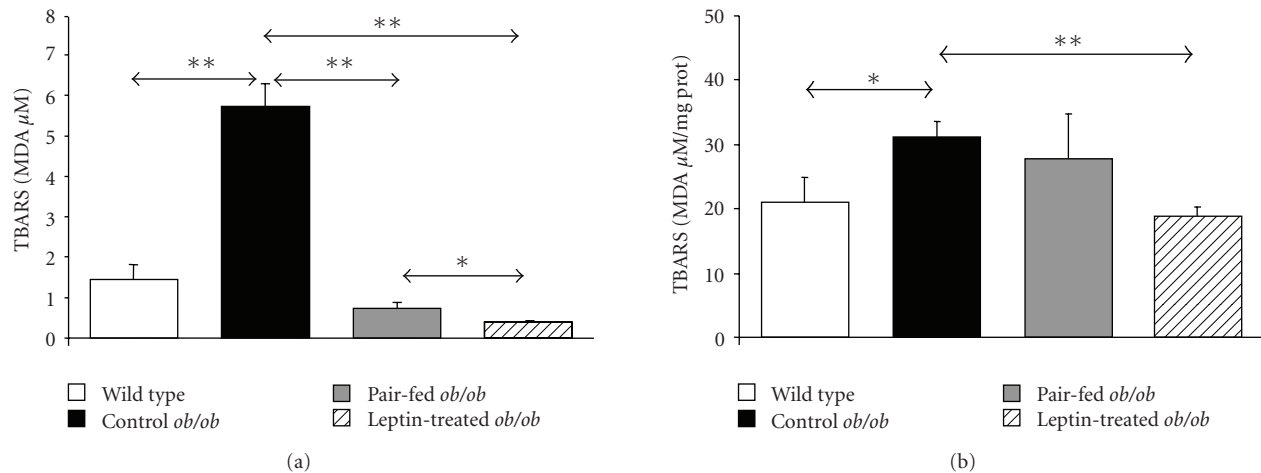 8
7
6
5
4
3
2
1
0
TBARS (MDA µM)
**
**
**
*
Wild type
Control ob/ob
Pair-fed ob/ob
Leptin-treated ob/ob
(a)
50
40
30
20
10
0
TBARS (MDA µM/mg prot)
**
*
Wild type
Control ob/ob
Pair-fed ob/ob
Leptin-treated ob/ob
(b)